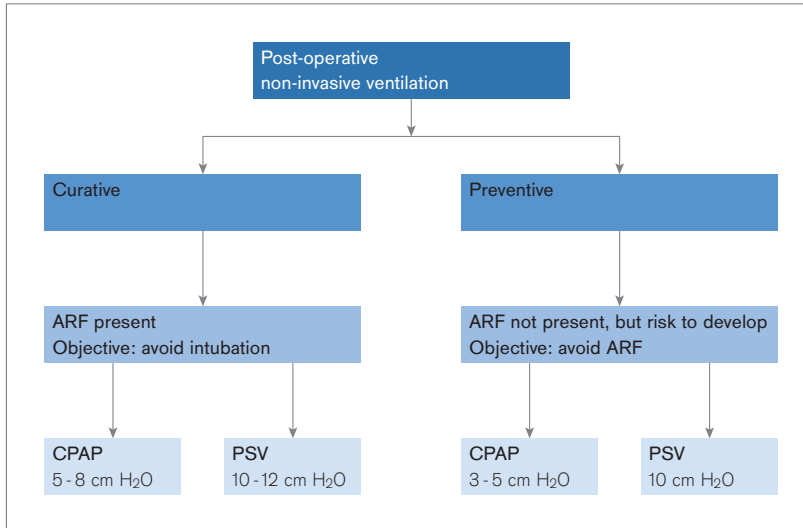 Post-operative
non-invasive ventilation
Curative
Preventive
ARF present
Objective: avoid intubation
ARF not present, but risk to develop
Objective: avoid ARF
CPAP
5 - 8 cm H₂O
PSV
10 - 12 cm H₂O
CPAP
3 - 5 cm H₂O
PSV
10 cm H₂O